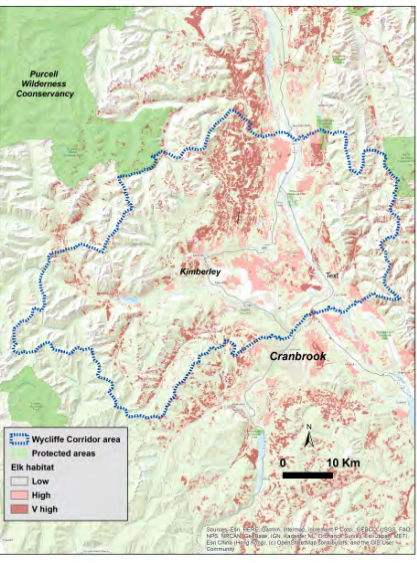 Purcell
Wilderness
Coonservancy
Kimberley
Text
Cranbrook
Wycliffe Corridor area
Protected areas
Elk habitat
Low
High
V high
N
0 10 Km
Sources: Esri, HERE, Garmin, Intermap, increment P Corp., GEBCO, USGS, FAO,
NPS, NRCAN, GeoBase, IGN, Kadaster NL, Ordnance Survey, Esri Japan, METI,
Esri China (Hong Kong), (c) OpenStreetMap contributors, and the GIS User
Community